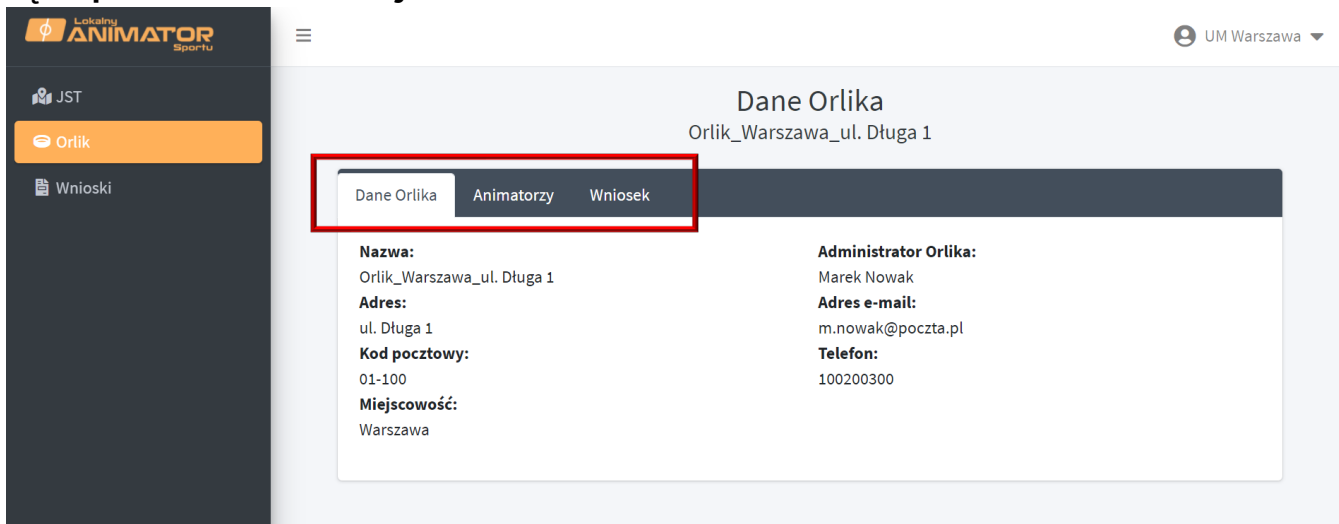 Lokalny
ANIMATOR
Sportu
UM Warszawa
JST
Orlik
Wnioski
Dane Orlika
Orlik_Warszawa_ul. Długa 1
Dane Orlika Animatorzy Wniosek
Nazwa:
Orlik_Warszawa_ul. Długa 1
Adres:
ul. Długa 1
Kod pocztowy:
01-100
Miejscowość:
Warszawa
Administrator Orlika:
Marek Nowak
Adres e-mail:
m.nowak@poczta.pl
Telefon:
100200300